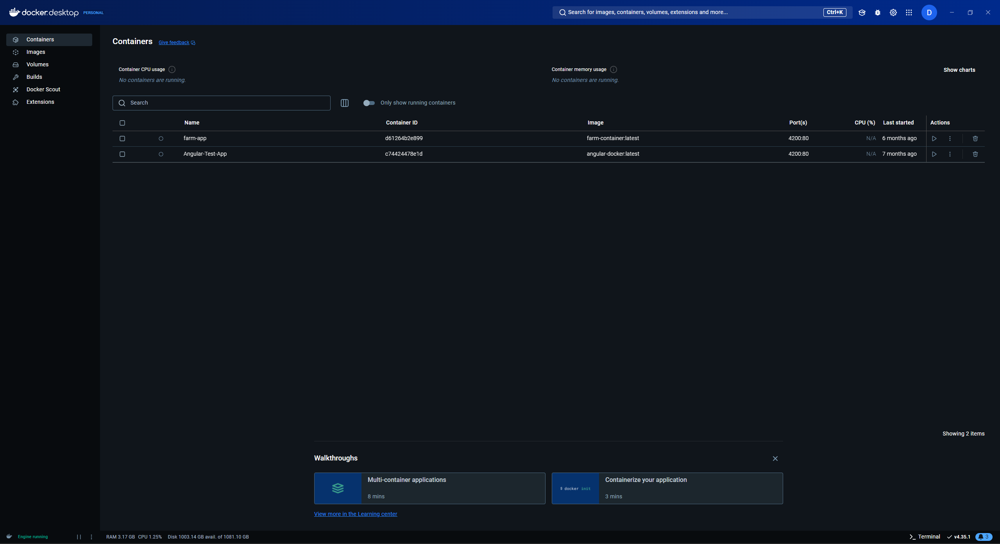 docker.desktop PERSONAL
Search for images, containers, volumes, extensions and more... Ctrl+K
D
Containers
Images
Volumes
Builds
Docker Scout
Extensions
Containers Give feedback
Container CPU usage
No containers are running.
Container memory usage
No containers are running.
Show charts
Search
Only show running containers
Name Container ID Image Port(s) CPU (%) Last started Actions
farm-app d61264b2e899 farm-container:latest 4200:80 N/A 6 months ago
Angular-Test-App c74424478e1d angular-docker:latest 4200:80 N/A 7 months ago
Showing 2 items
Walkthroughs
Multi-container applications
8 mins
$ docker init
Containerize your application
3 mins
View more in the Learning center
Engine running
RAM 3.17 GB CPU 1.25% Disk 1003.14 GB avail. of 1081.10 GB
Terminal v4.35.1 3